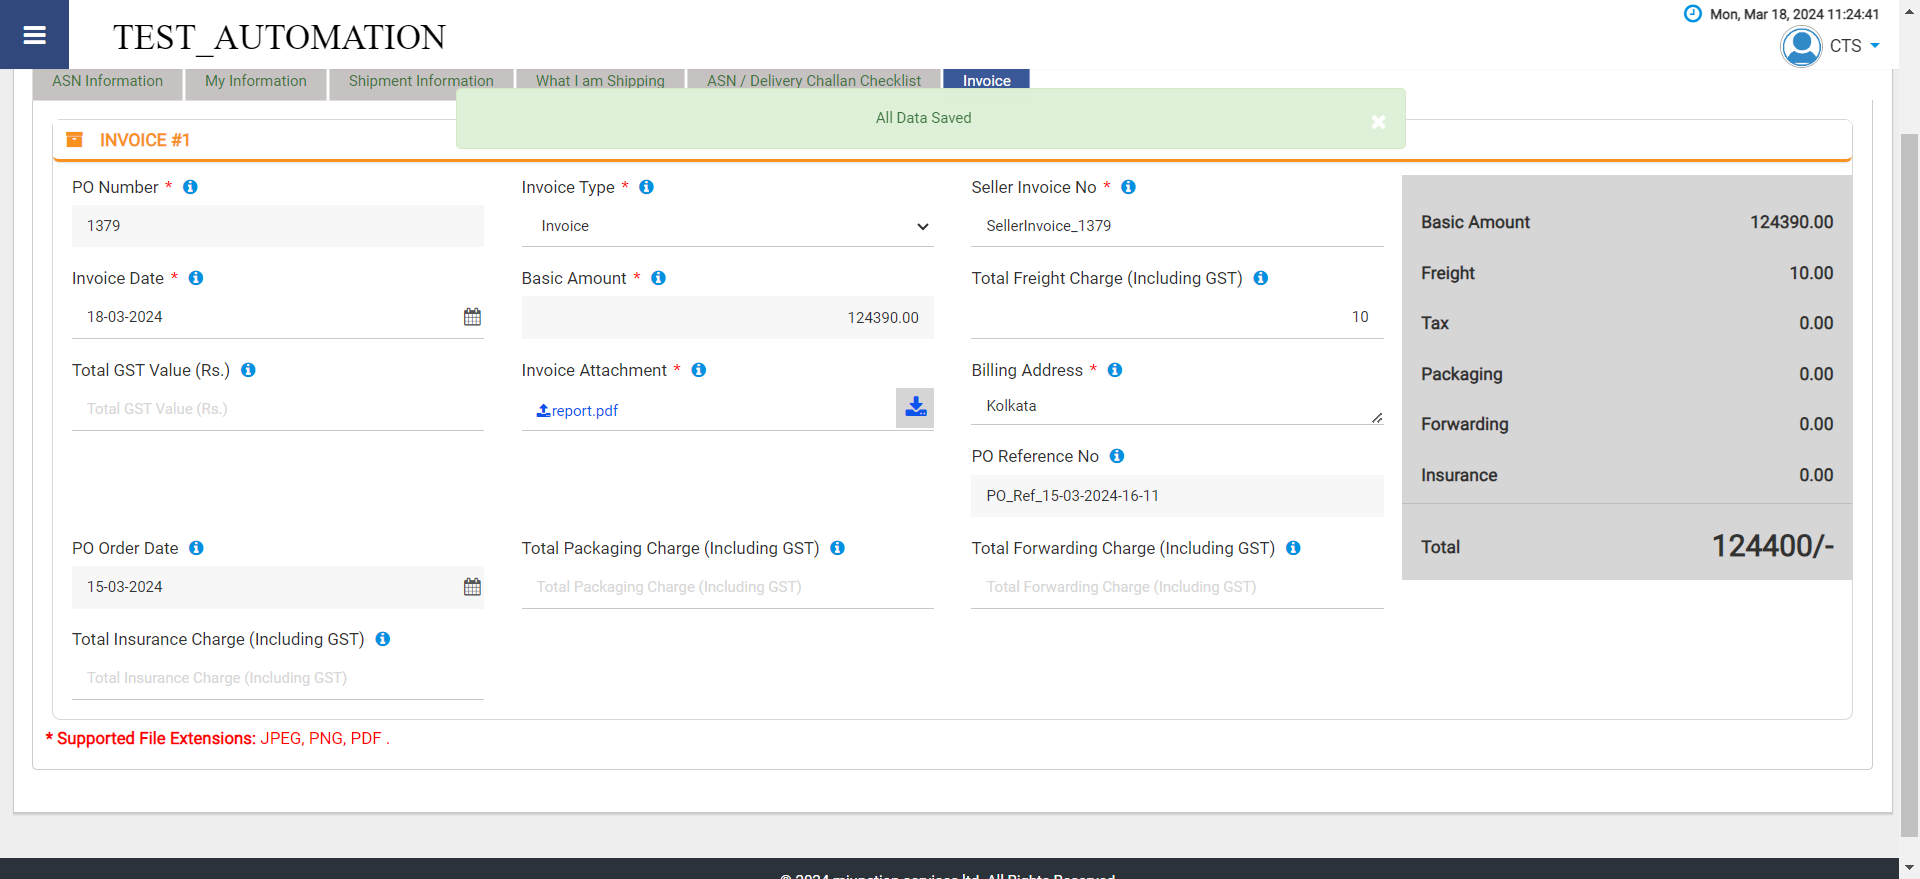 Mon, Mar 18, 2024 11:24:41
TEST_AUTOMATION
CTS
ASN Information
My Information
Shipment Information
What I am Shipping
ASN / Delivery Challan Checklist
Invoice
All Data Saved
INVOICE #1
PO Number *
1379
Invoice Type *
Invoice
Seller Invoice No *
SellerInvoice_1379
Invoice Date *
18-03-2024
Basic Amount *
124390.00
Total Freight Charge (Including GST)
10
Total GST Value (Rs.)
Total GST Value (Rs.)
Invoice Attachment *
report.pdf
Billing Address *
Kolkata
PO Reference No
PO_Ref_15-03-2024-16-11
PO Order Date
15-03-2024
Total Packaging Charge (Including GST)
Total Packaging Charge (Including GST)
Total Forwarding Charge (Including GST)
Total Forwarding Charge (Including GST)
Total Insurance Charge (Including GST)
Total Insurance Charge (Including GST)
Basic Amount 124390.00
Freight 10.00
Tax 0.00
Packaging 0.00
Forwarding 0.00
Insurance 0.00
Total 124400/-
* Supported File Extensions: JPEG, PNG, PDF .
© 2024 mjunction services ltd. All Rights Reserved